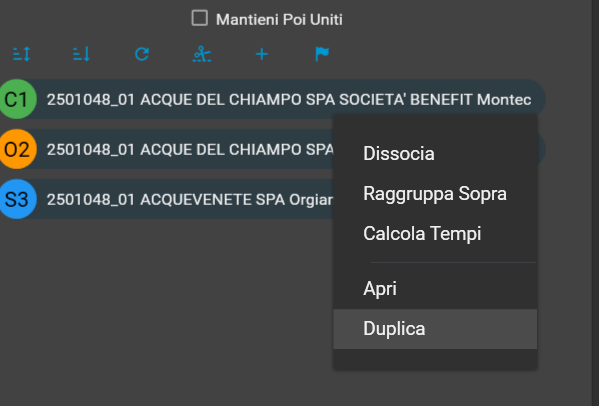 Mantieni Poi Uniti
C1 2501048_01 ACQUE DEL CHIAMPO SPA SOCIETA' BENEFIT Montec
O2 2501048_01 ACQUE DEL CHIAMPO SPA
S3 2501048_01 ACQUEVENETE SPA Orgian
Dissocia
Raggruppa Sopra
Calcola Tempi
Apri
Duplica